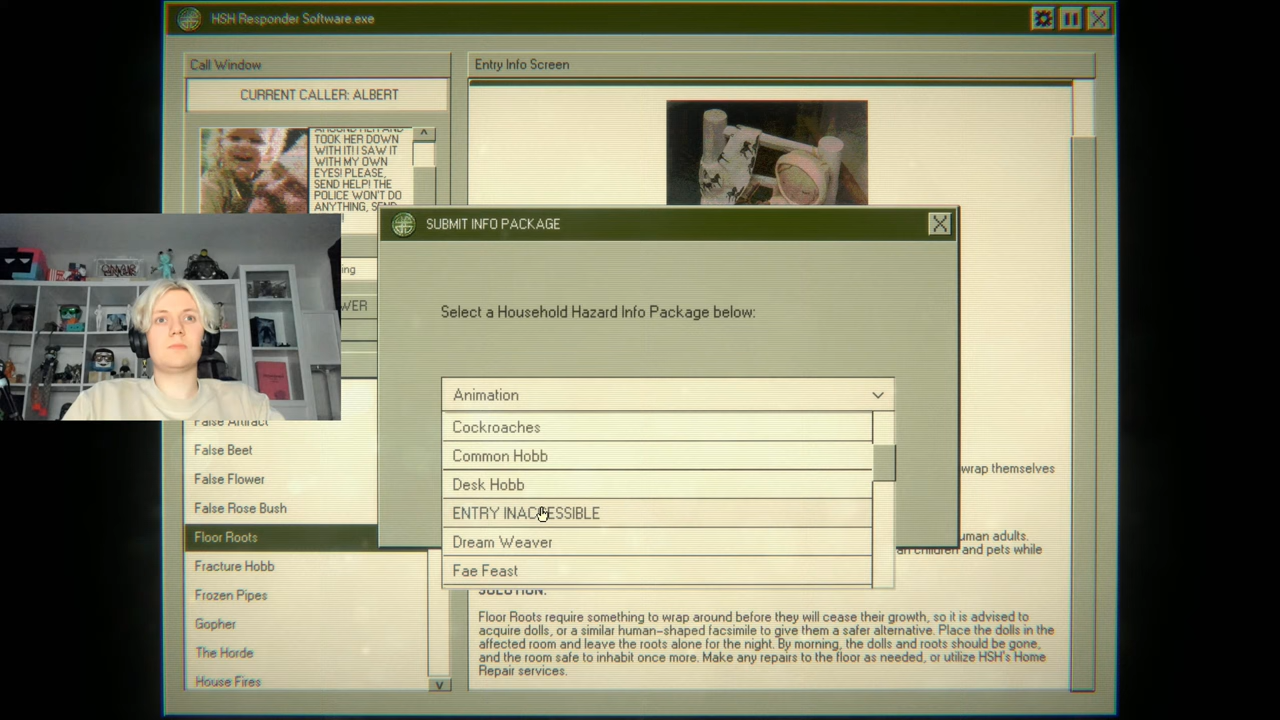 HSH Responder Software.exe
Call Window
CURRENT CALLER: ALBERT
AROUND HER AND
TOOK HER DOWN
WITH IT! I SAW IT
WITH MY OWN
EYES! PLEASE,
SEND HELP! THE
POLICE WON'T DO
ANYTHING, SEND
Entry Info Screen
SUBMIT INFO PACKAGE
Select a Household Hazard Info Package below:
Animation
Cockroaches
Common Hobb
Desk Hobb
ENTRY INACCESSIBLE
Dream Weaver
Fae Feast
False Artifact
False Beet
False Flower
False Rose Bush
Floor Roots
Fracture Hobb
Frozen Pipes
Gopher
The Horde
House Fires
wrap themselves
uman adults.
an children and pets while
SOLUTION:
Floor Roots require something to wrap around before they will cease their growth, so it is advised to
acquire dolls, or a similar human-shaped facsimile to give them a safer alternative. Place the dolls in the
affected room and leave the roots alone for the night. By morning, the dolls and roots should be gone,
and the room safe to inhabit once more. Make any repairs to the floor as needed, or utilize HSH's Home
Repair services.